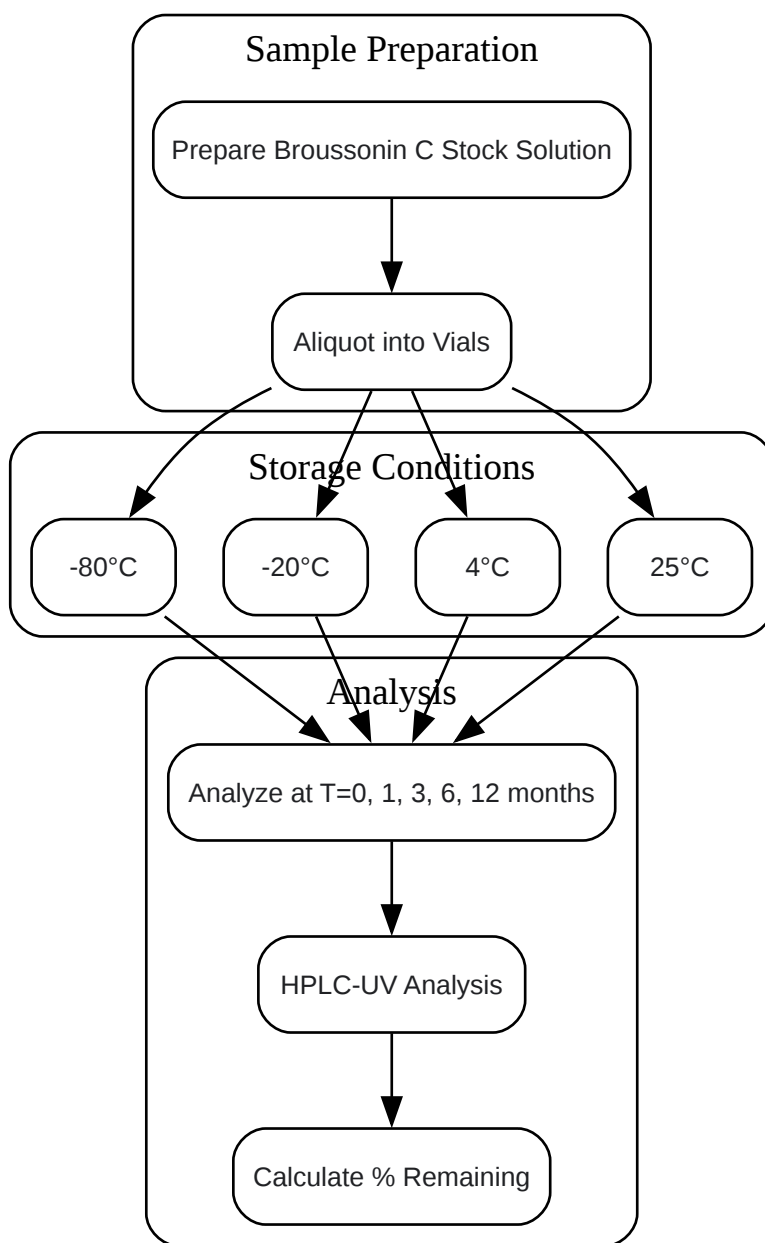 Sample Preparation
Prepare Broussonin C Stock Solution
Aliquot into Vials
Storage Conditions
-80°C
-20°C
4°C
25°C
Analysis
Analyze at T=0, 1, 3, 6, 12 months
HPLC-UV Analysis
Calculate % Remaining